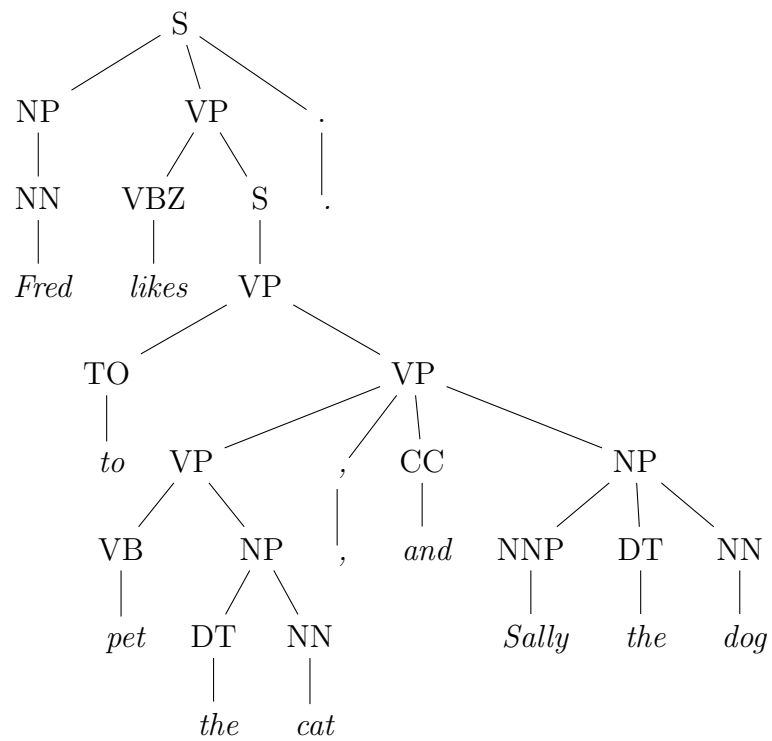 S
NP VP .
NN VBZ S .
Fred likes VP
TO VP
to VP , CC NP
VB NP , and NNP DT NN
pet DT NN Sally the dog
the cat